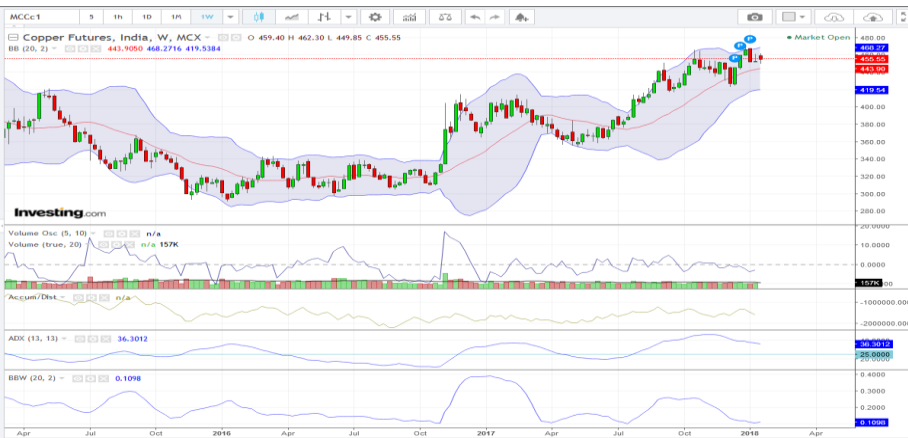 MCCc1 5 1h 1D 1M 1W
Copper Futures, India, W, MCX O 459.40 H 462.30 L 449.85 C 455.55
Market Open
BB (20, 2) 443.9050 468.2716 419.5384
480.00
468.27
455.55
443.90
419.54
400.00
380.00
360.00
340.00
320.00
300.00
280.00
Investing.com
Volume Osc (5, 10) n/a
Volume (true, 20) n/a 157K
20.0000
10.0000
0.0000
157K
Accum/Dist n/a
-1000000.00
-2000000.00
ADX (13, 13) 36.3012
36.3012
25.0000
BBW (20, 2) 0.1098
0.4000
0.3000
0.2000
0.1098
Apr Jul Oct 2016 Apr Jul Oct 2017 Apr Jul Oct 2018 Apr